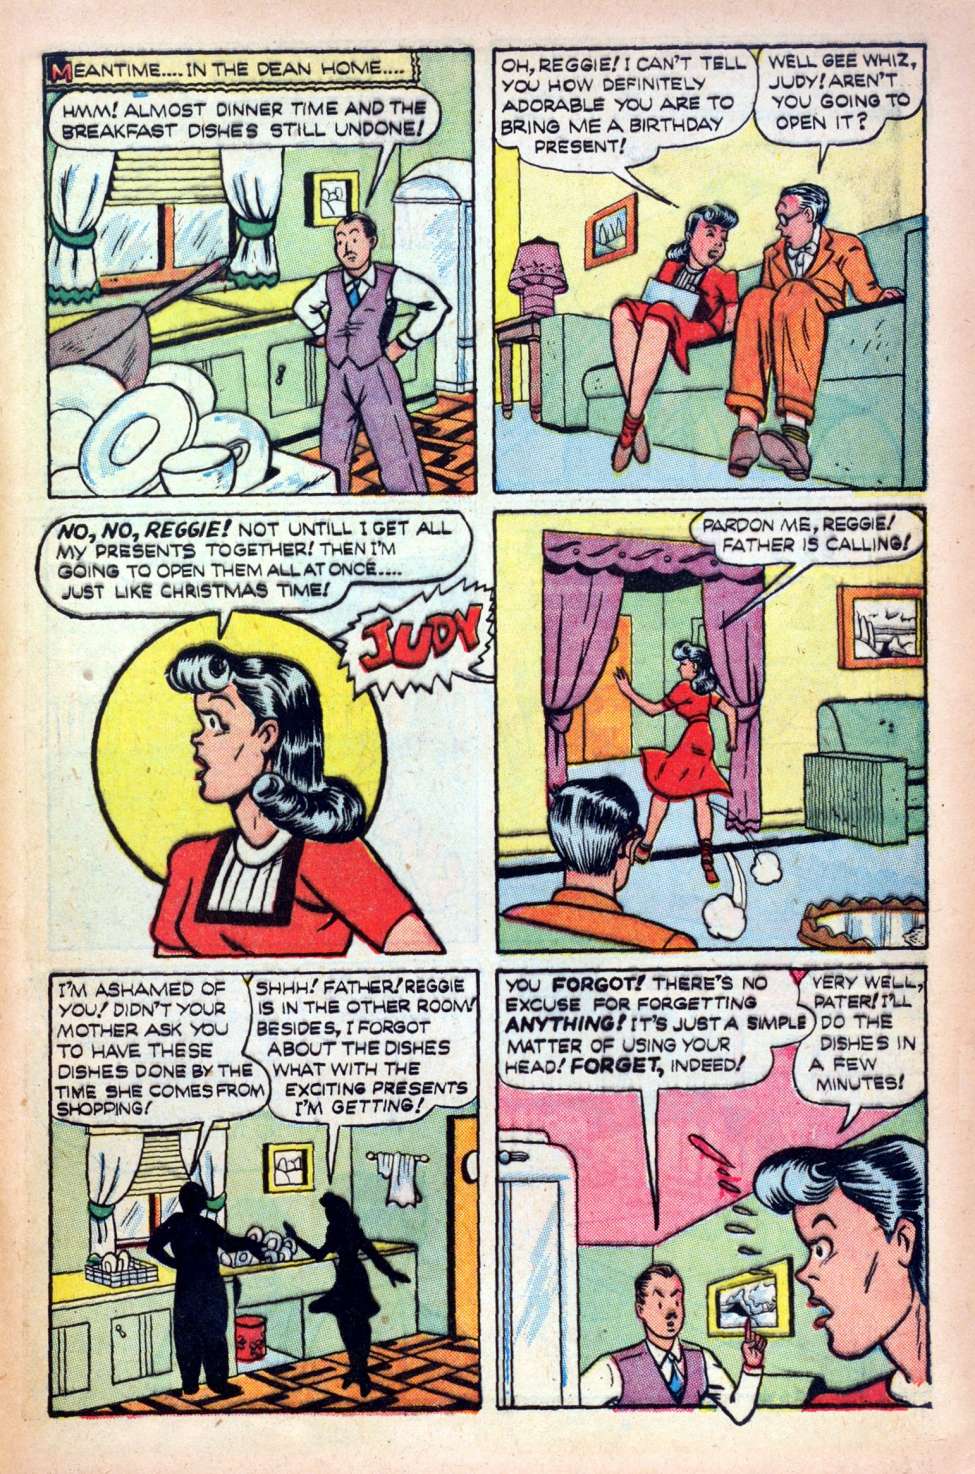 MEANTIME....IN THE DEAN HOME....
HMM! ALMOST DINNER TIME AND THE
BREAKFAST DISHES STILL UNDONE!
OH, REGGIE! I CAN'T TELL
YOU HOW DEFINITELY
ADORABLE YOU ARE TO
BRING ME A BIRTHDAY
PRESENT!
WELL GEE WHIZ,
JUDY! AREN'T
YOU GOING TO
OPEN IT?
NO, NO, REGGIE! NOT UNTILL I GET ALL
MY PRESENTS TOGETHER! THEN I'M
GOING TO OPEN THEM ALL AT ONCE....
JUST LIKE CHRISTMAS TIME!
JUDY
PARDON ME, REGGIE!
FATHER IS CALLING!
I'M ASHAMED OF
YOU! DIDN'T YOUR
MOTHER ASK YOU
TO HAVE THESE
DISHES DONE BY THE
TIME SHE COMES FROM
SHOPPING!
SHHH! FATHER! REGGIE
IS IN THE OTHER ROOM!
BESIDES, I FORGOT
ABOUT THE DISHES
WHAT WITH THE
EXCITING PRESENTS
I'M GETTING!
YOU FORGOT! THERE'S NO
EXCUSE FOR FORGETTING
ANYTHING! IT'S JUST A SIMPLE
MATTER OF USING YOUR
HEAD! FORGET, INDEED!
VERY WELL,
PATER! I'LL
DO THE
DISHES IN
A FEW
MINUTES!